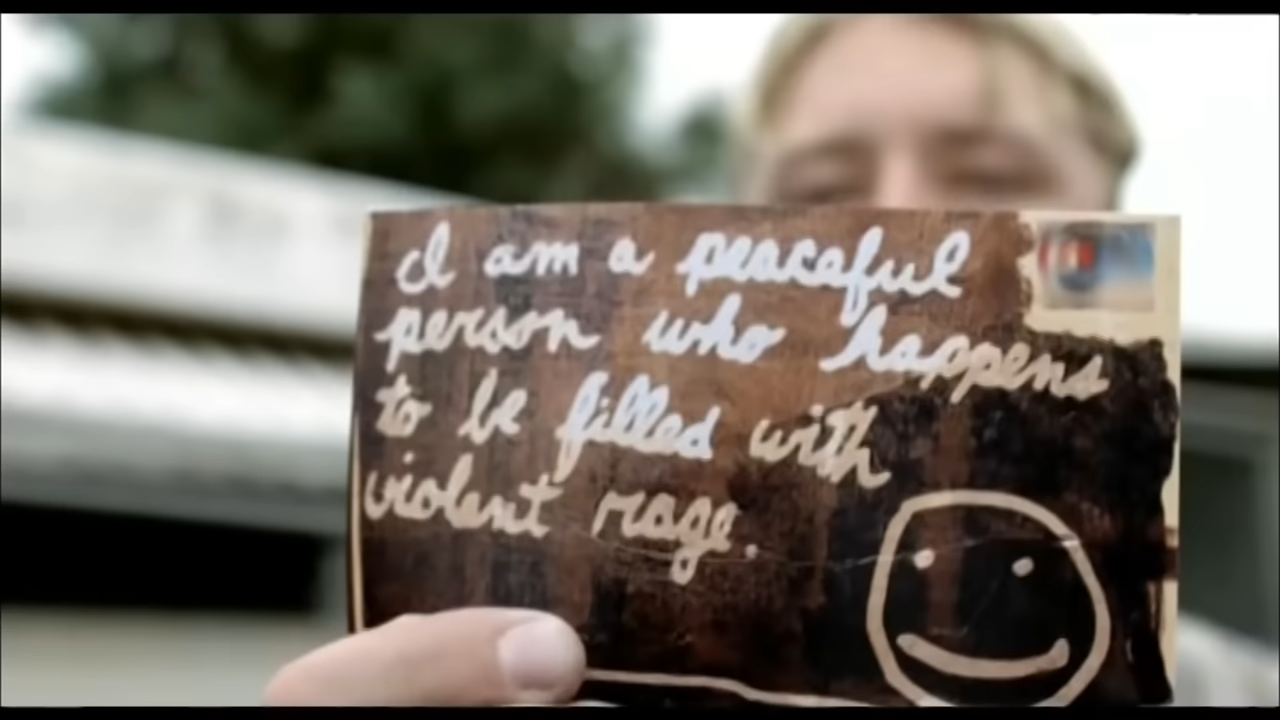 I am a peaceful
person who happens
to be filled with
violent rage.